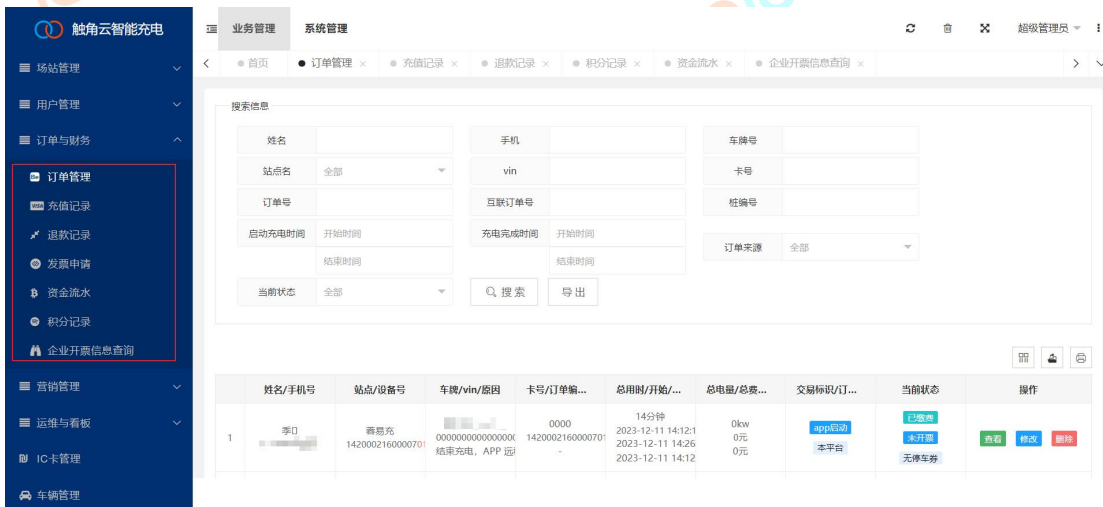 触角云智能充电
业务管理 系统管理 超级管理员
首页 订单管理 × 充值记录 × 退款记录 × 积分记录 × 资金流水 × 企业开票信息查询 ×
场站管理
用户管理
订单与财务
订单管理
充值记录
退款记录
发票申请
资金流水
积分记录
企业开票信息查询
营销管理
运维与看板
IC卡管理
车辆管理
搜索信息
姓名 手机 车牌号
站点名 全部 vin 卡号
订单号 互联订单号 桩编号
启动充电时间 开始时间 充电完成时间 开始时间 订单来源 全部
结束时间 结束时间
当前状态 全部 搜索 导出
姓名/手机号 站点/设备号 车牌/vin/原因 卡号/订单编... 总用时/开始/... 总电量/总费... 交易标识/订... 当前状态 操作
1
季
蓦易充
1420002160000701
000000000000000
结束充电，APP 远
0000
1420002160000701
-
14分钟
2023-12-11 14:12:1
2023-12-11 14:26
2023-12-11 14:12
0kw
0元
0元
app启动
本平台
已缴费
未开票
无停车券
查看 修改 删除